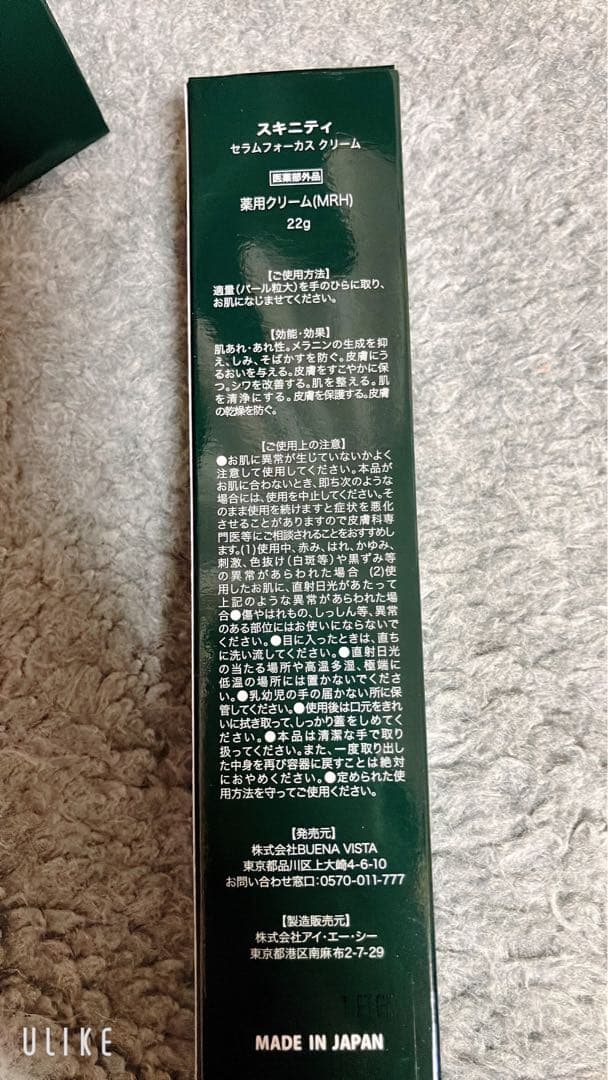 スキニティ
セラムフォーカス クリーム
医薬部外品
薬用クリーム(MRH)
22g
【ご使用方法】
適量(パール粒大)を手のひらに取り、
お肌になじませてください。
【効能・効果】
肌あれ・あれ性。メラニンの生成を抑
え、しみ、そばかすを防ぐ。皮膚にう
るおいを与える。皮膚をすこやかに保
つ。シワを改善する。肌を整える。肌
を清浄にする。皮膚を保護する。皮膚
の乾燥を防ぐ。
【ご使用上の注意】
●お肌に異常が生じていないかよく
注意して使用してください。本品が
お肌に合わないとき、即ち次のような
場合には、使用を中止してください。そ
のまま使用を続けますと症状を悪化
させることがありますので皮膚科専
門医等にご相談されることをおすすめ
します。(1)使用中、赤み、はれ、かゆみ、
刺激、色抜け(白斑等)や黒ずみ等
の異常があらわれた場合 (2)使
用したお肌に、直射日光があたって
上記のような異常があらわれた場
合●傷やはれもの、しっしん等、異常
のある部位にはお使いにならないで
ください。●目に入ったときは、直ち
に洗い流してください。●直射日光
の当たる場所や高温多湿、極端に
低温の場所には置かないでくださ
い。●乳幼児の手の届かない所に保
管してください。●使用後は口元をきれ
いに拭き取って、しっかり蓋をしめてく
ださい。●本品は清潔な手で取り
扱ってください。また、一度取り出し
た中身を再び容器に戻すことは絶対
におやめください。●定められた使
用方法を守ってご使用ください。
【発売元】
株式会社BUENA VISTA
東京都品川区上大崎4-6-10
お問い合わせ窓口:0570-011-777
【製造販売元】
株式会社アイ・エー・シー
東京都港区南麻布2-7-29
MADE IN JAPAN
ULIKE